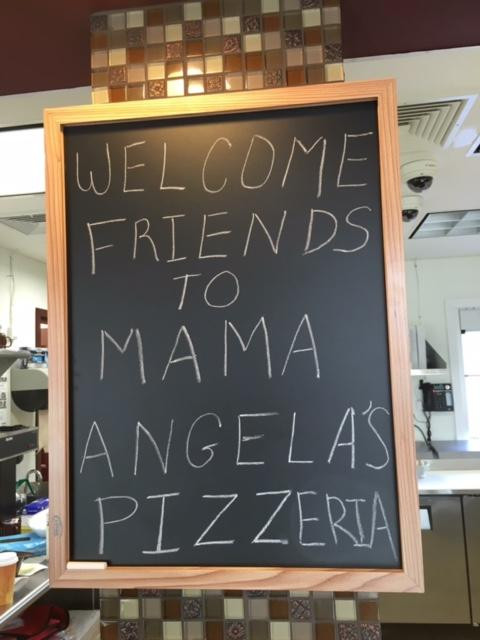 WELCOME
FRIENDS
TO
MAMA
ANGELA'S
PIZZERIA